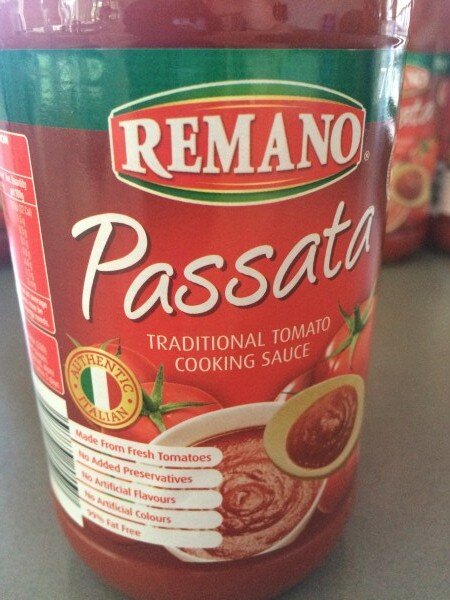 REMANO
®
Passata
TRADITIONAL TOMATO
COOKING SAUCE
AUTHENTIC
ITALIAN
Made From Fresh Tomatoes
No Added Preservatives
No Artificial Flavours
No Artificial Colours
99% Fat Free